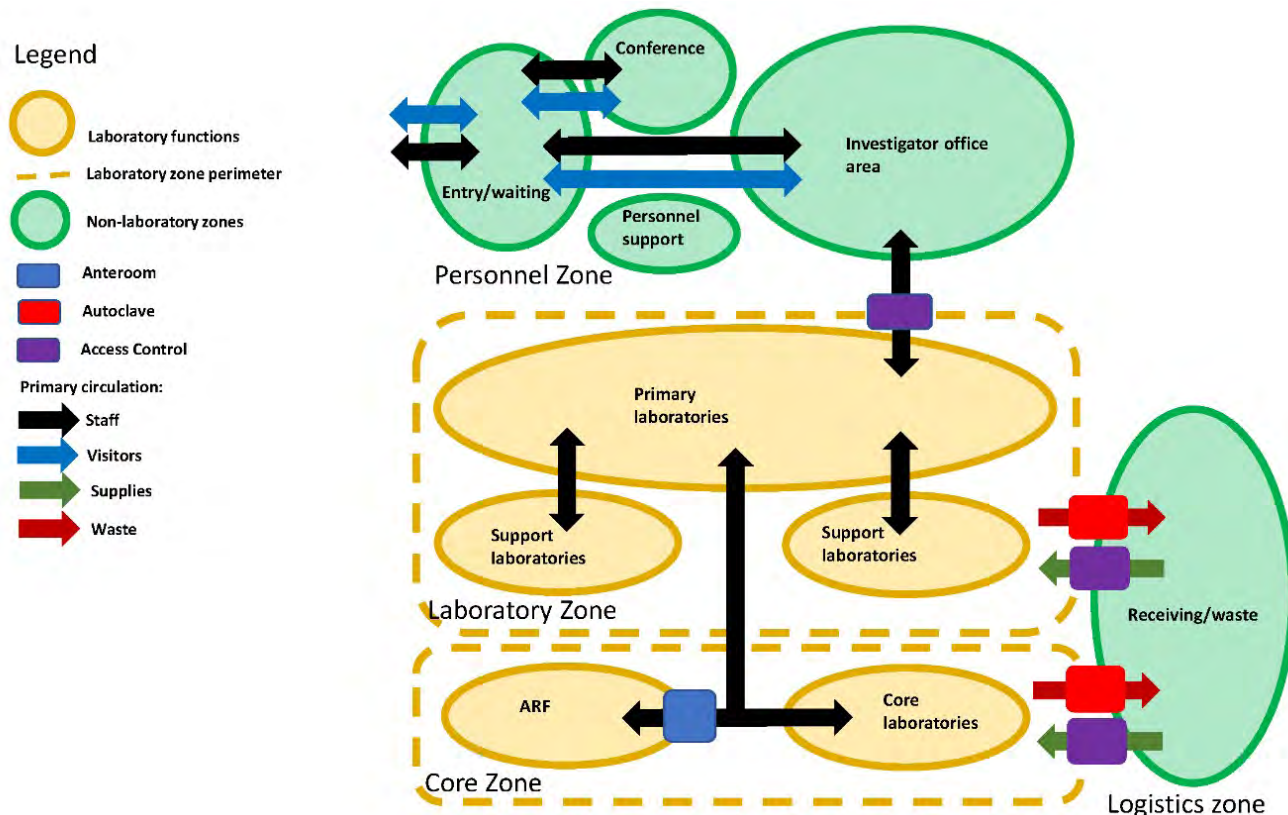 Legend
Laboratory functions
Laboratory zone perimeter
Non-laboratory zones
Anteroom
Autoclave
Access Control
Primary circulation:
Staff
Visitors
Supplies
Waste
Conference
Investigator office
area
Entry/waiting
Personnel
support
Personnel Zone
Primary
laboratories
Support
laboratories
Support
laboratories
Laboratory Zone
Receiving/waste
ARF
Core
laboratories
Core Zone
Logistics zone